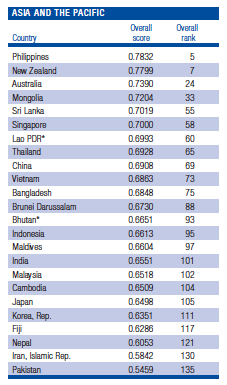 ASIA AND THE PACIFIC
Overall Overall
Country score rank
Philippines 0.7832 5
New Zealand 0.7799 7
Australia 0.7390 24
Mongolia 0.7204 33
Sri Lanka 0.7019 55
Singapore 0.7000 58
Lao PDR* 0.6993 60
Thailand 0.6928 65
China 0.6908 69
Vietnam 0.6863 73
Bangladesh 0.6848 75
Brunei Darussalam 0.6730 88
Bhutan* 0.6651 93
Indonesia 0.6613 95
Maldives 0.6604 97
India 0.6551 101
Malaysia 0.6518 102
Cambodia 0.6509 104
Japan 0.6498 105
Korea, Rep. 0.6351 111
Fiji 0.6286 117
Nepal 0.6053 121
Iran, Islamic Rep. 0.5842 130
Pakistan 0.5459 135